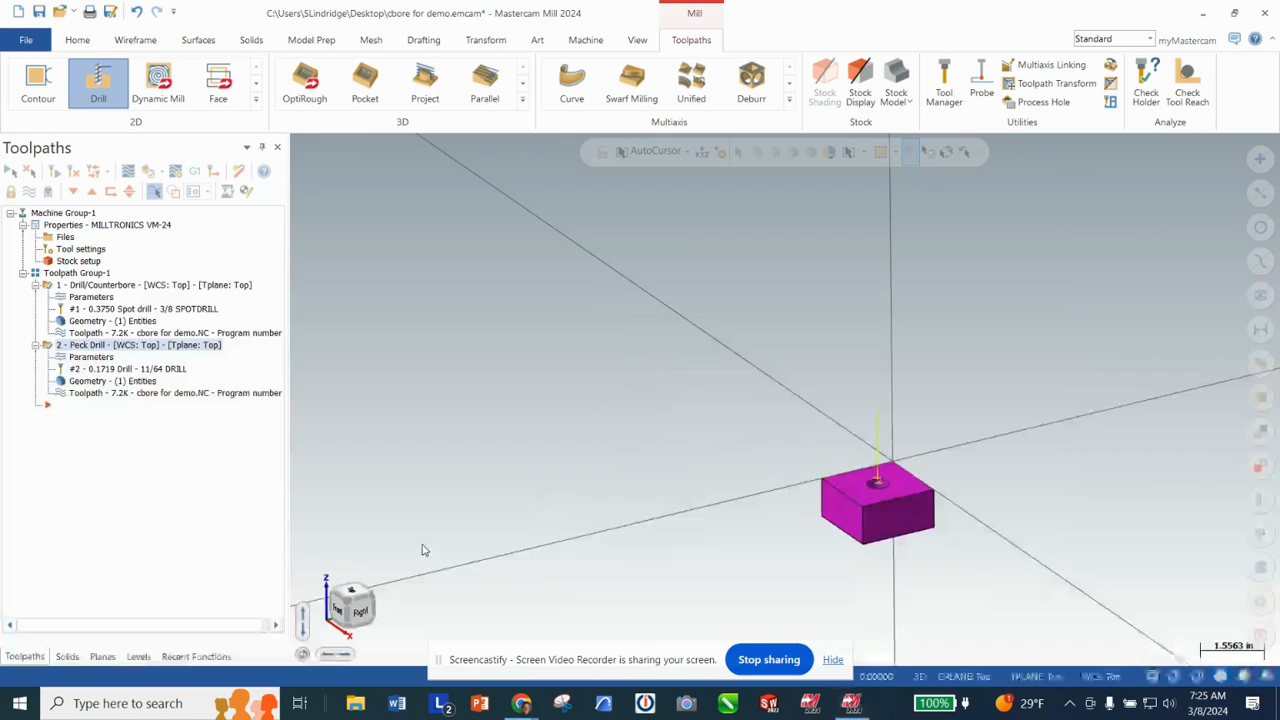 C:\Users\SLindridge\Desktop\cbore for demo.emcam* - Mastercam Mill 2024
Mill
File Home Wireframe Surfaces Solids Model Prep Mesh Drafting Transform Art Machine View Toolpaths
Standard
myMastercam
Contour Drill Dynamic Mill Face
2D
OptiRough Pocket Project Parallel
3D
Curve Swarf Milling Unified Deburr
Multiaxis
Stock Shading
Stock Display
Stock Model
Stock
Tool Manager
Probe
Multiaxis Linking
Toolpath Transform
Process Hole
Utilities
Check Holder
Check Tool Reach
Analyze
Toolpaths
AutoCursor
G1
Machine Group-1
Properties - MILLTRONICS VM-24
Files
Tool settings
Stock setup
Toolpath Group-1
1 - Drill/Counterbore - [WCS: Top] - [Tplane: Top]
Parameters
#1 - 0.3750 Spot drill - 3/8 SPOTDRILL
Geometry - (1) Entities
Toolpath - 7.2K - cbore for demo.NC - Program number
2 - Peck Drill - [WCS: Top] - [Tplane: Top]
Parameters
#2 - 0.1719 Drill - 11/64 DRILL
Geometry - (1) Entities
Toolpath - 7.2K - cbore for demo.NC - Program number
Z
Front
Right
X
1.5563 in
Toolpaths Solids Planes Levels Recent Functions
Screencastify - Screen Video Recorder is sharing your screen.
Stop sharing
Hide
0.00000 3D
Type here to search
2
100%
29°F
7:25 AM
3/8/2024